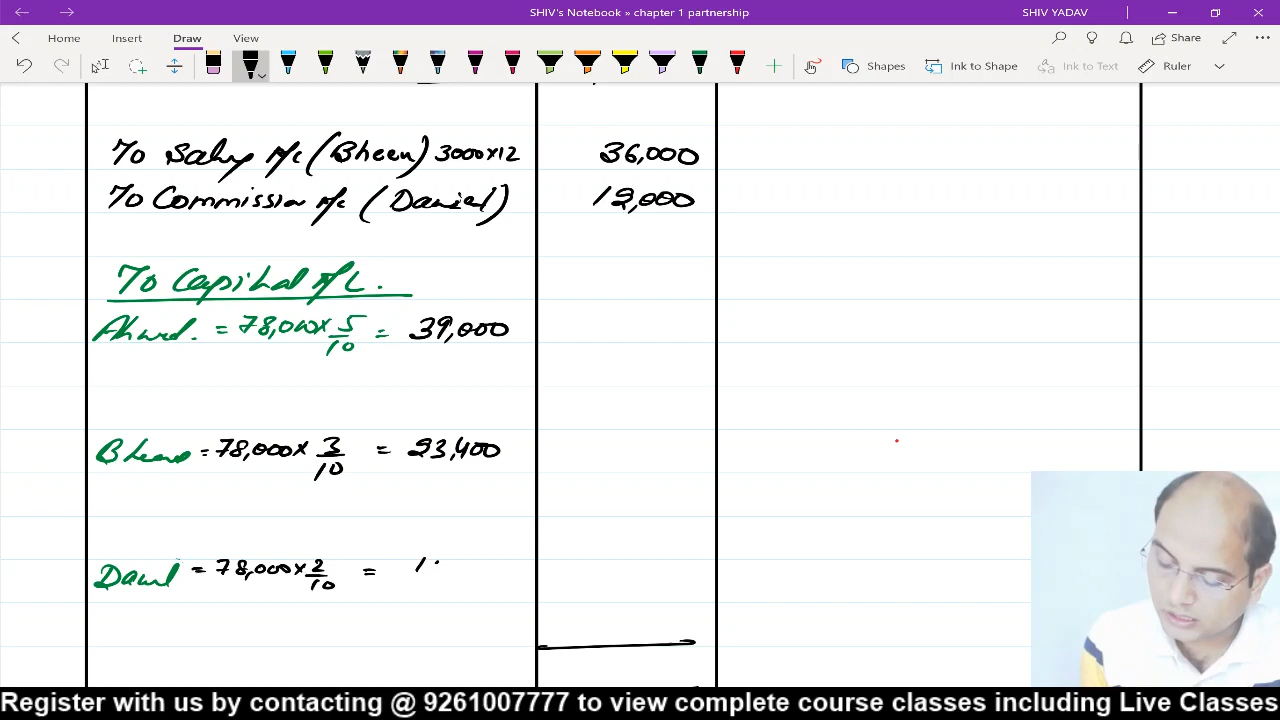 SHIV's Notebook » chapter 1 partnership
SHIV YADAV
Home Insert Draw View
Share
Shapes Ink to Shape Ink to Text Ruler
To Salary A/c (Bheem) 3000×12 36,000
To Commission A/c (Daniel) 12,000
To Capital A/c.
Ahmed. = 78,000× 5/10 = 39,000
Bheem = 78,000× 3/10 = 23,400
Daniel = 78,000× 2/10 = 1
Register with us by contacting @ 9261007777 to view complete course classes including Live Classes